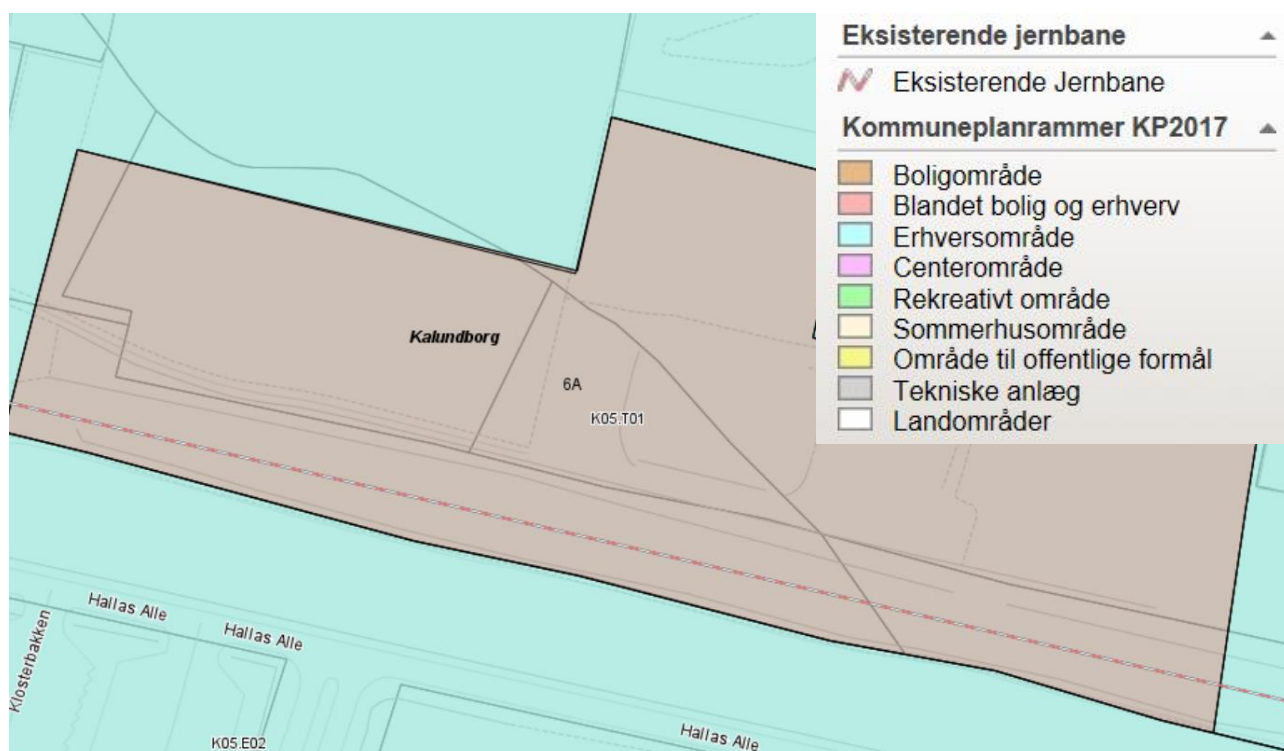 Eksisterende jernbane
Eksisterende Jernbane
Kommuneplanrammer KP2017
Boligområde
Blandet bolig og erhverv
Erhversområde
Centerområde
Rekreativt område
Sommerhusområde
Område til offentlige formål
Tekniske anlæg
Landområder
Kalundborg
6A
K05.T01
Hallas Alle
Hallas Alle
Klosterbakken
Hallas Alle
K05.E02